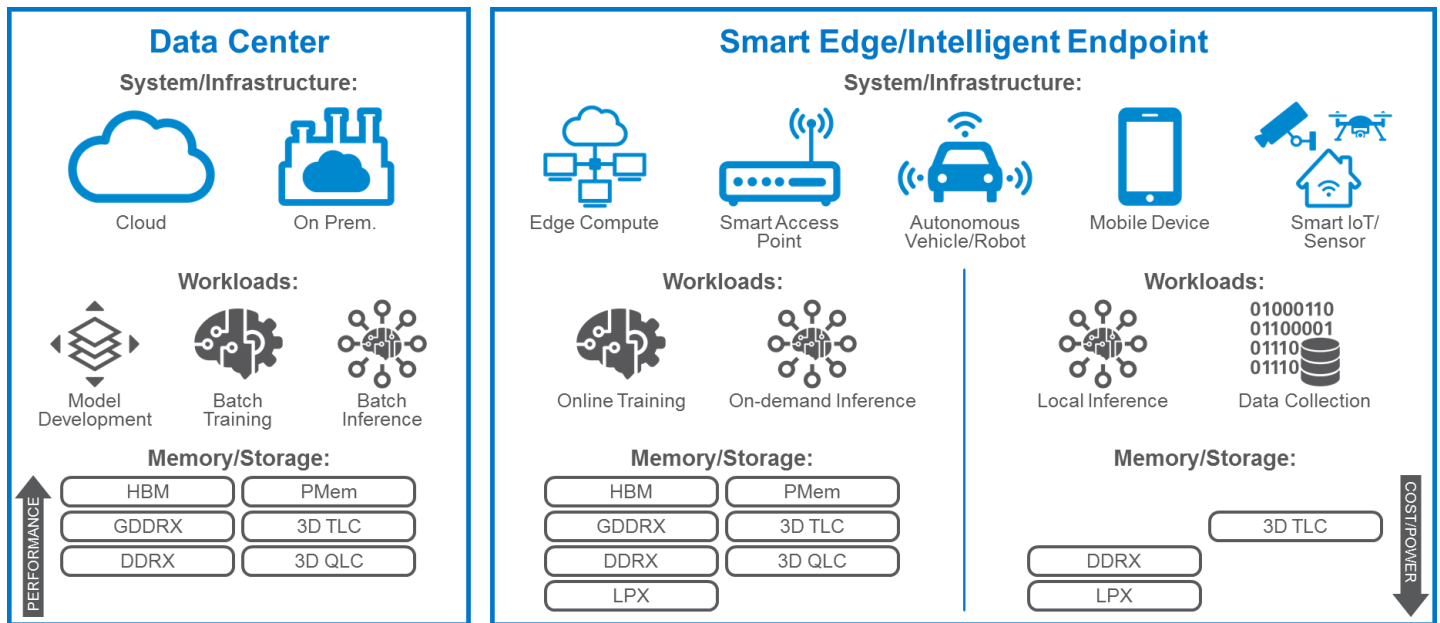 Data Center
System/Infrastructure:
Cloud
On Prem.
Workloads:
Model
Development
Batch
Training
Batch
Inference
Memory/Storage:
PERFORMANCE
HBM
PMem
GDDRX
3D TLC
DDRX
3D QLC
Smart Edge/Intelligent Endpoint
System/Infrastructure:
Edge Compute
Smart Access
Point
Autonomous
Vehicle/Robot
Mobile Device
Smart IoT/
Sensor
Workloads:
Online Training
On-demand Inference
Memory/Storage:
HBM
PMem
GDDRX
3D TLC
DDRX
3D QLC
LPX
Workloads:
01000110
01100001
01110
01110
Local Inference
Data Collection
Memory/Storage:
3D TLC
DDRX
LPX
COST/POWER